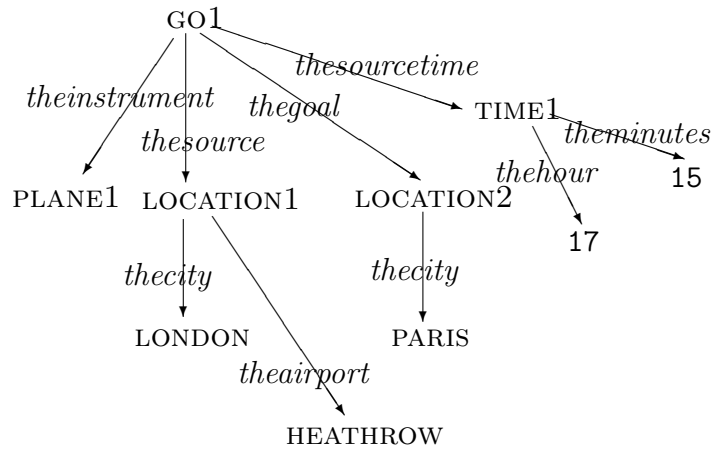 GO1
thesourcetime
theinstrument
thegoal
TIME1
theminutes
thesource
thehour
PLANE1 LOCATION1 LOCATION2
15
17
thecity thecity
LONDON PARIS
theairport
HEATHROW